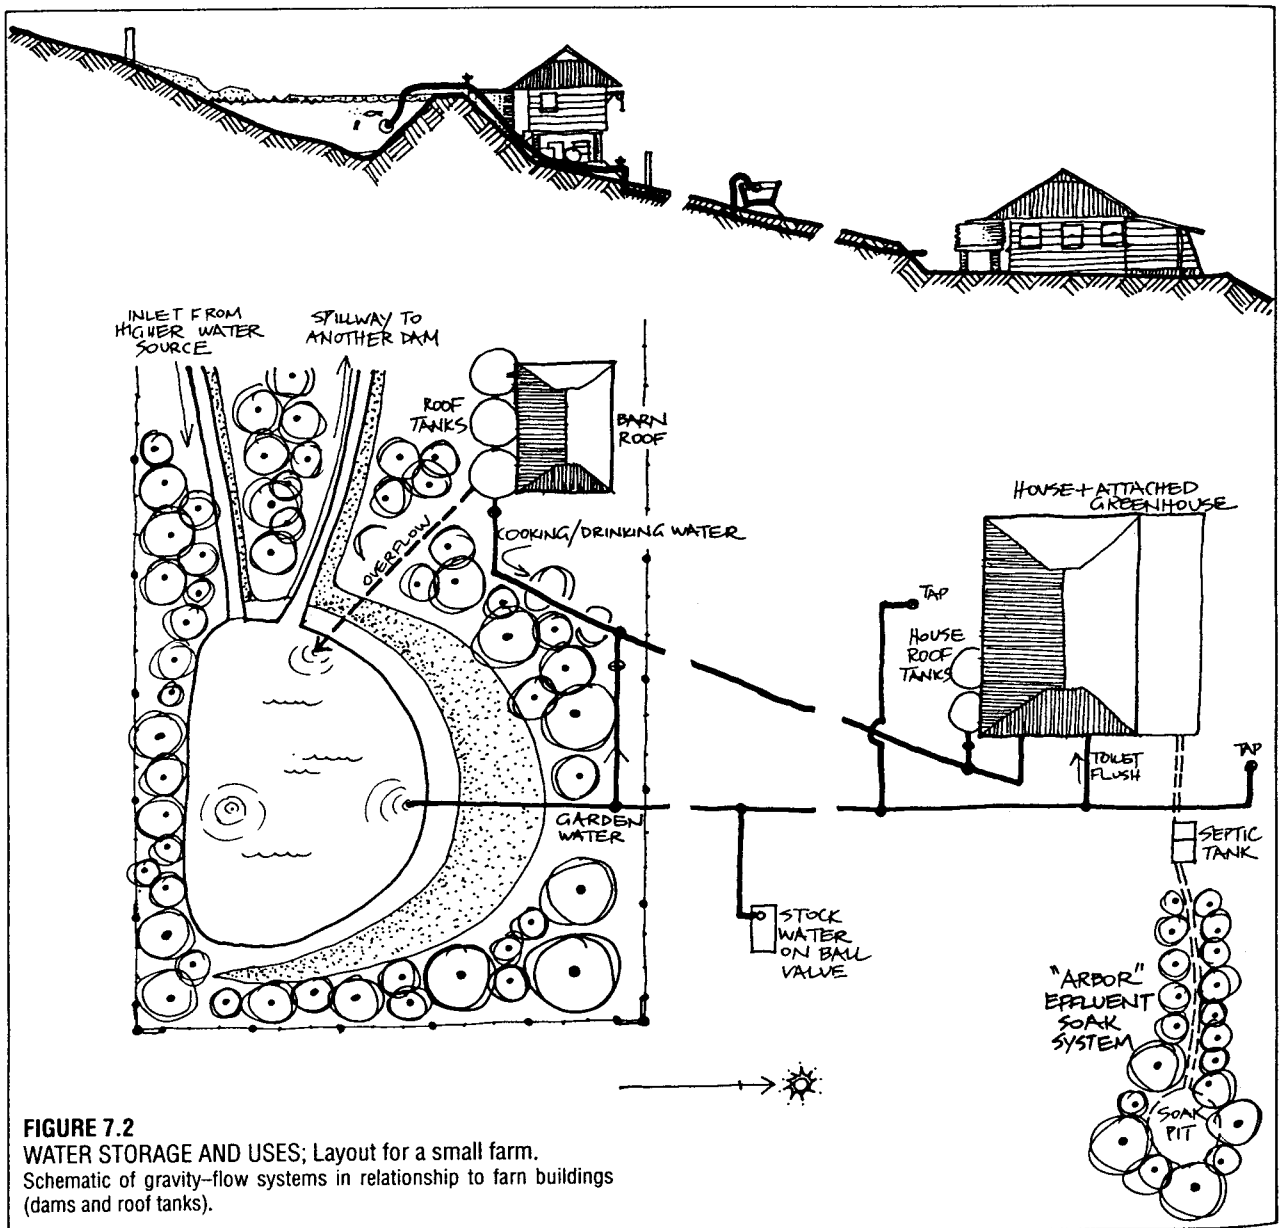 INLET FROM
HIGHER WATER
SOURCE
SPILLWAY TO
ANOTHER DAM
ROOF
TANKS
BARN
ROOF
HOUSE + ATTACHED
GREENHOUSE
OVERFLOW
COOKING/DRINKING WATER
TAP
HOUSE
ROOF
TANKS
TOILET
FLUSH
TAP
GARDEN
WATER
SEPTIC
TANK
STOCK
WATER
ON BALL
VALVE
"ARBOR"
EFFLUENT
SOAK
SYSTEM
SOAK
PIT
FIGURE 7.2
WATER STORAGE AND USES; Layout for a small farm.
Schematic of gravity–flow systems in relationship to farn buildings
(dams and roof tanks).